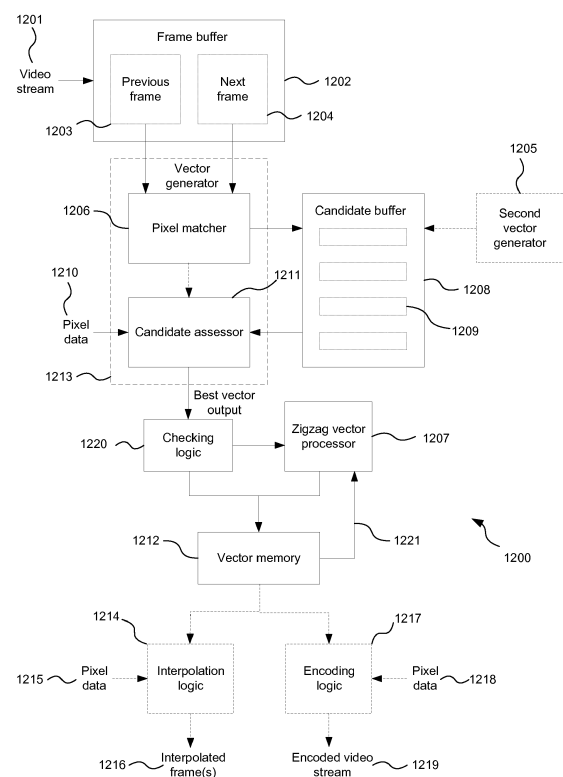 1201
Frame buffer
Video
stream
Previous
frame
Next
frame
1202
1203
1204
Vector
generator
1205
1206
Pixel matcher
Candidate buffer
Second
vector
generator
1210
1211
1208
Pixel
data
Candidate assessor
1209
1213
Best vector
output
1220
Checking
logic
Zigzag vector
processor
1207
1212
Vector memory
1221
1200
1214
1217
1215
Pixel
data
Interpolation
logic
Encoding
logic
Pixel
data
1218
1216
Interpolated
frame(s)
Encoded video
stream
1219